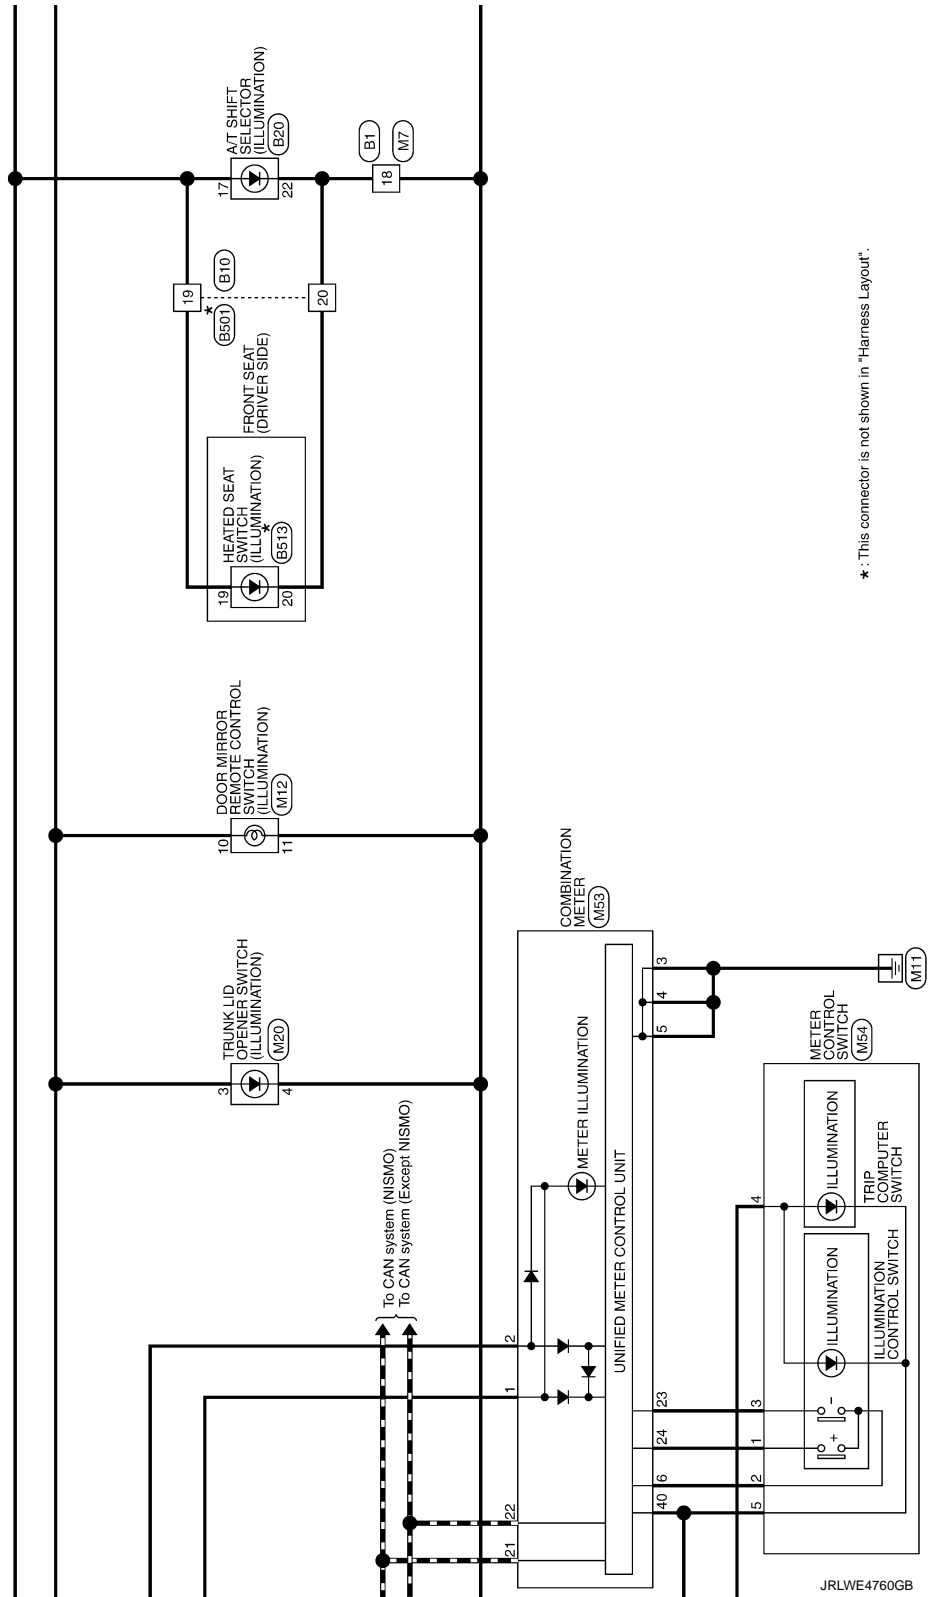 A/T SHIFT
SELECTOR
(ILLUMINATION)
B20
17
22
B1
M7
18
19
B10
B501
*
20
FRONT SEAT
(DRIVER SIDE)
HEATED SEAT
SWITCH
(ILLUMINATION)
*
B513
19
20
*: This connector is not shown in "Harness Layout".
DOOR MIRROR
REMOTE CONTROL
SWITCH
(ILLUMINATION)
M12
10
11
TRUNK LID
OPENER SWITCH
(ILLUMINATION)
M20
3
4
To CAN system (NISMO)
To CAN system (Except NISMO)
COMBINATION
METER
M53
METER ILLUMINATION
UNIFIED METER CONTROL UNIT
2
1
22
21
3
4
5
23
24
6
40
M11
METER
CONTROL
SWITCH
M54
4
3
1
2
5
ILLUMINATION
TRIP
COMPUTER
SWITCH
ILLUMINATION
ILLUMINATION
CONTROL SWITCH
−
+
JRLWE4760GB